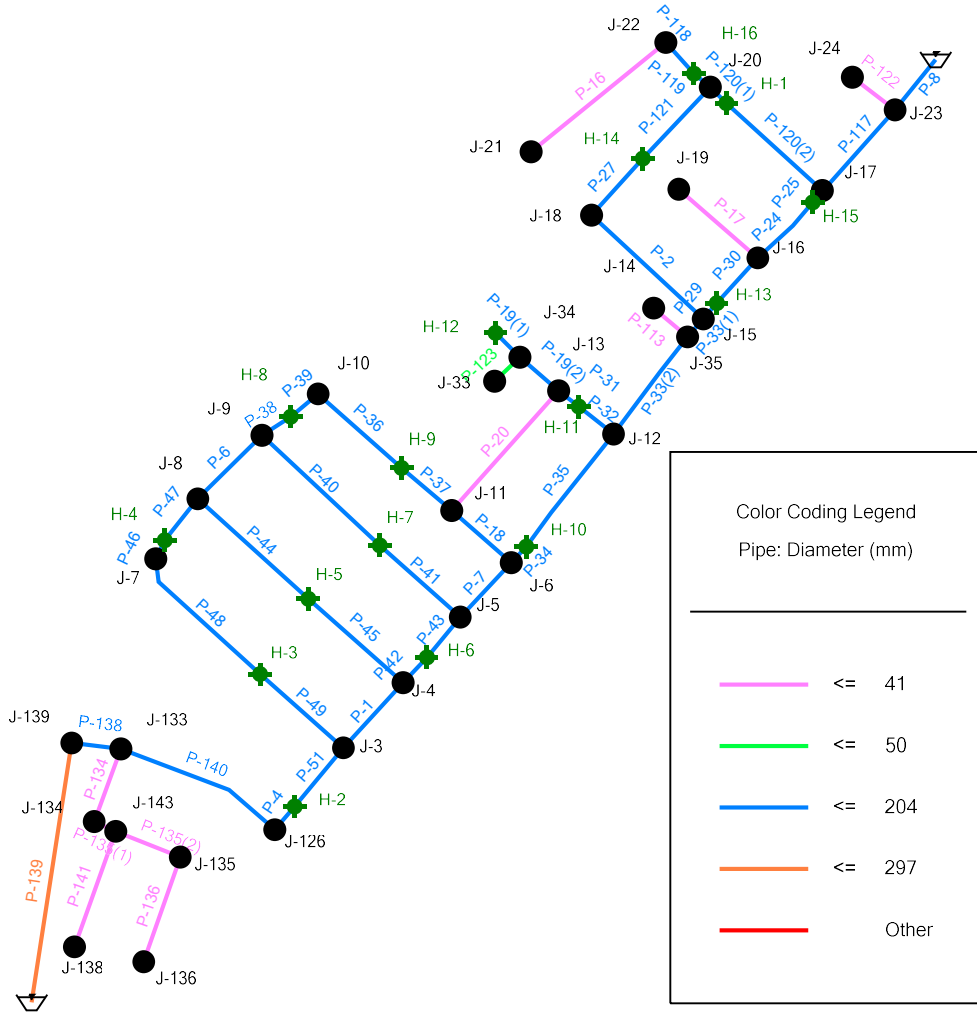 J-22
P-118
H-16
J-20
J-24
P-122
P-8
P-16
P-119
P-120(1)
H-1
J-23
P-121
P-120(2)
P-117
J-21
H-14
J-19
J-17
P-27
P-25
P-17
H-15
J-18
P-24
J-16
P-2
J-14
P-30
P-29
H-13
P-19(1)
J-34
P-33(1)
J-15
H-12
P-113
J-13
J-35
P-123
P-19(2)
P-31
J-33
P-33(2)
J-10
H-8
P-39
P-32
J-9
P-38
P-36
H-11
J-12
H-9
P-20
P-6
J-8
P-40
P-37
P-35
J-11
P-47
H-4
H-7
P-18
H-10
P-46
P-44
P-34
J-7
H-5
P-41
P-7
J-6
P-48
J-5
P-45
P-43
H-3
H-6
P-42
J-4
P-49
P-1
J-3
J-139
P-138
J-133
P-140
P-51
P-134
P-4
H-2
J-134
J-143
J-126
P-135(1)
P-135(2)
J-135
P-139
P-141
P-136
J-138
J-136
Color Coding Legend
Pipe: Diameter (mm)
<= 41
<= 50
<= 204
<= 297
Other